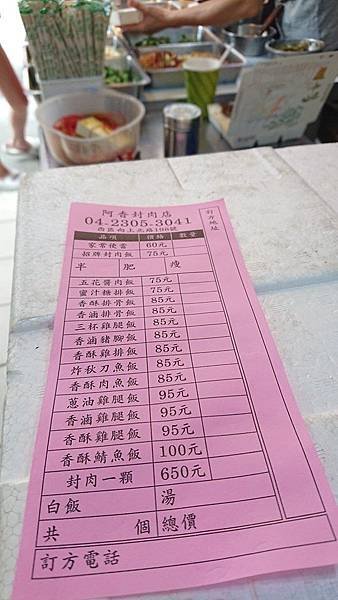 阿香封肉店
04-2305-3041
西區向上北路198號
訂方地址
品項 價格 數量
家常便當 60元
招牌封肉飯 75元
半 肥 瘦
五花醬肉飯 75元
蜜汁雞排飯 75元
香酥排骨飯 85元
香滷排骨飯 85元
三杯雞腿飯 85元
香滷豬腳飯 85元
香酥雞排飯 85元
炸秋刀魚飯 85元
香酥肉魚飯 85元
蔥油雞腿飯 95元
香滷雞腿飯 95元
香酥雞腿飯 95元
香酥鯖魚飯 100元
封肉一顆 650元
白飯 湯
共 個 總價
訂方電話